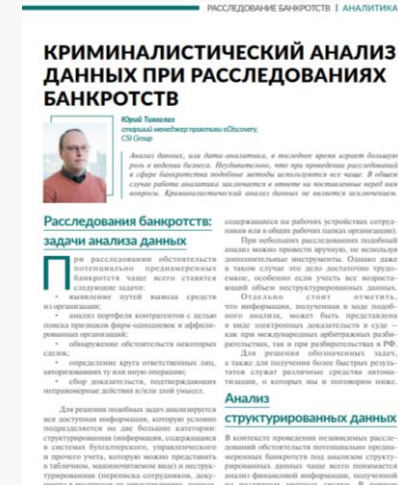 РАССЛЕДОВАНИЕ БАНКРОТСТВ | АНАЛИТИКА
КРИМИНАЛИСТИЧЕСКИЙ АНАЛИЗ
ДАННЫХ ПРИ РАССЛЕДОВАНИЯХ
БАНКРОТСТВ
Юрий Тихоглаз
старший менеджер практики eDiscovery,
CSI Group
Анализ данных, или дата-аналитика, в последнее время играет большую
роль в ведении бизнеса. Неудивительно, что при проведении расследований
в сфере банкротства подобные методы используются все чаще. В общем
случае работа аналитика заключается в ответе на поставленные перед ним
вопросы. Криминалистический анализ данных не является исключением.
Расследования банкротств:
задачи анализа данных
При расследовании обстоятельств
потенциально преднамеренных
банкротств чаще всего ставятся
следующие задачи:
• выявление путей вывода средств
из организации;
• анализ портфеля контрагентов с целью
поиска признаков фирм-однодневок и аффили-
рованных организаций;
• обнаружение обстоятельств некоторых
сделок;
• определение круга ответственных лиц,
авторизовавших ту или иную операцию;
• сбор доказательств, подтверждающих
неправомерные действия и/или злой умысел.
Для решения подобных задач анализируется
вся доступная информация, которую условно
подразделяется на две большие категории:
структурированная (информация, содержащаяся
в системах бухгалтерского, управленческого
и прочего учета, которую можно представить
в табличном, машиночитаемом виде) и неструк-
турированная (переписка сотрудников, доку-
содержащиеся на рабочих устройствах сотруд-
ников или в общих рабочих папках организации).
При небольших расследованиях подобный
анализ можно провести вручную, не используя
дополнительные инструменты. Однако даже
в таком случае это дело достаточно трудо-
емкое, особенно если учесть все возраста-
ющий объем неструктурированных данных.
Отдельно стоит отметить,
что информация, полученная в ходе подоб-
ного анализа, может быть представлена
в виде электронных доказательств в суде –
как при международных арбитражных разби-
рательствах, так и при разбирательствах в РФ.
Для решения обозначенных задач,
а также для получения более быстрых резуль-
татов служат различные средства автома-
тизации, о которых мы и поговорим ниже.
Анализ
структурированных данных
В контексте проведения независимых рассле-
дований обстоятельств потенциально предна-
меренных банкротств под анализом структу-
рированных данных чаще всего понимается
анализ финансовой информации, полученной